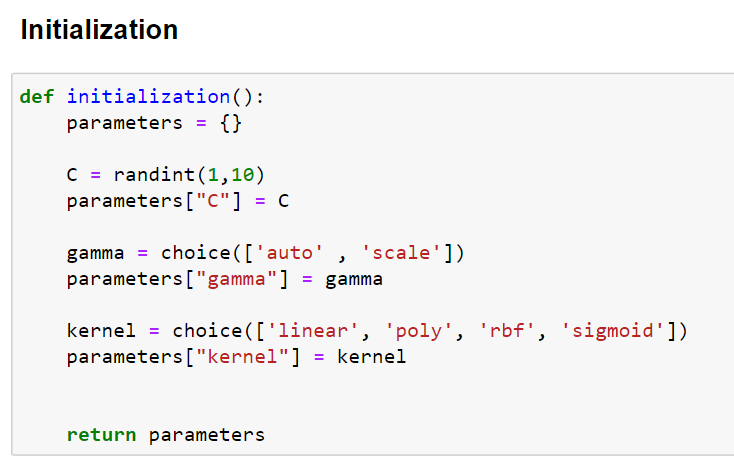 Initialization
def initialization():
    parameters = {}
    C = randint(1,10)
    parameters["C"] = C
    gamma = choice(['auto' , 'scale'])
    parameters["gamma"] = gamma
    kernel = choice(['linear', 'poly', 'rbf', 'sigmoid'])
    parameters["kernel"] = kernel
    return parameters